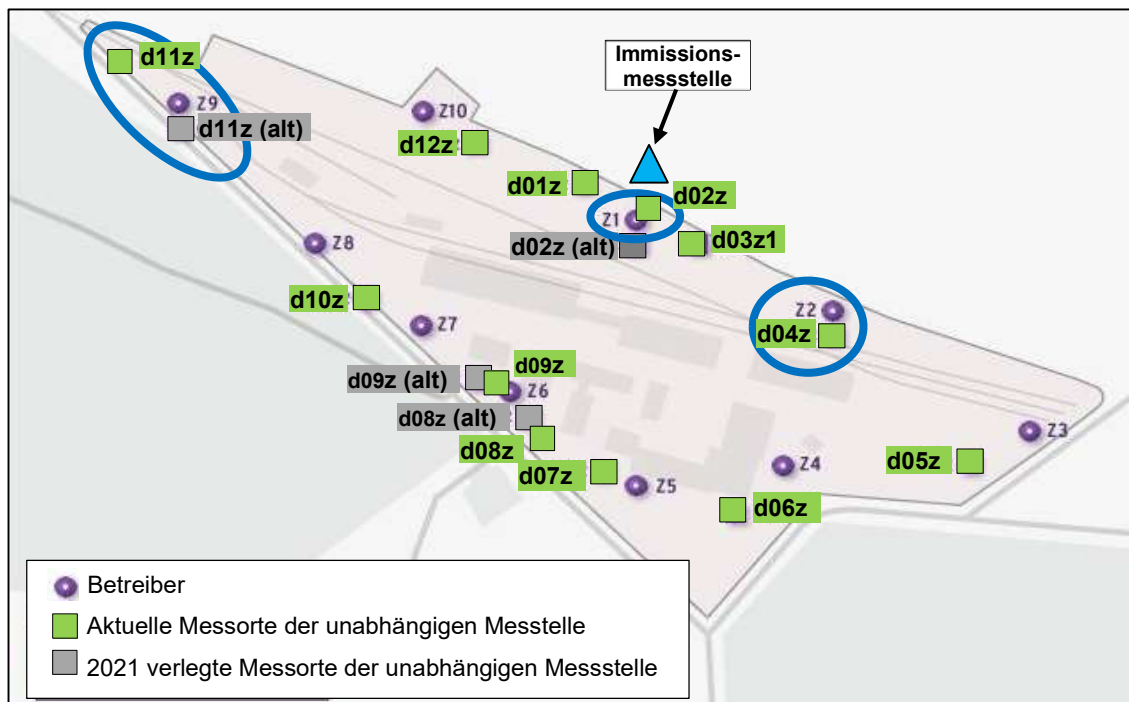 Immissions-
messstelle
d11z
Z9
d11z (alt)
Z10
d12z
d01z
d02z
Z1
d02z (alt)
d03z1
Z8
d10z
Z2
d04z
Z7
d09z
d09z (alt)
Z6
d08z (alt)
d08z
d07z
Z5
Z4
Z3
d05z
d06z
Betreiber
Aktuelle Messorte der unabhängigen Messtelle
2021 verlegte Messorte der unabhängigen Messstelle